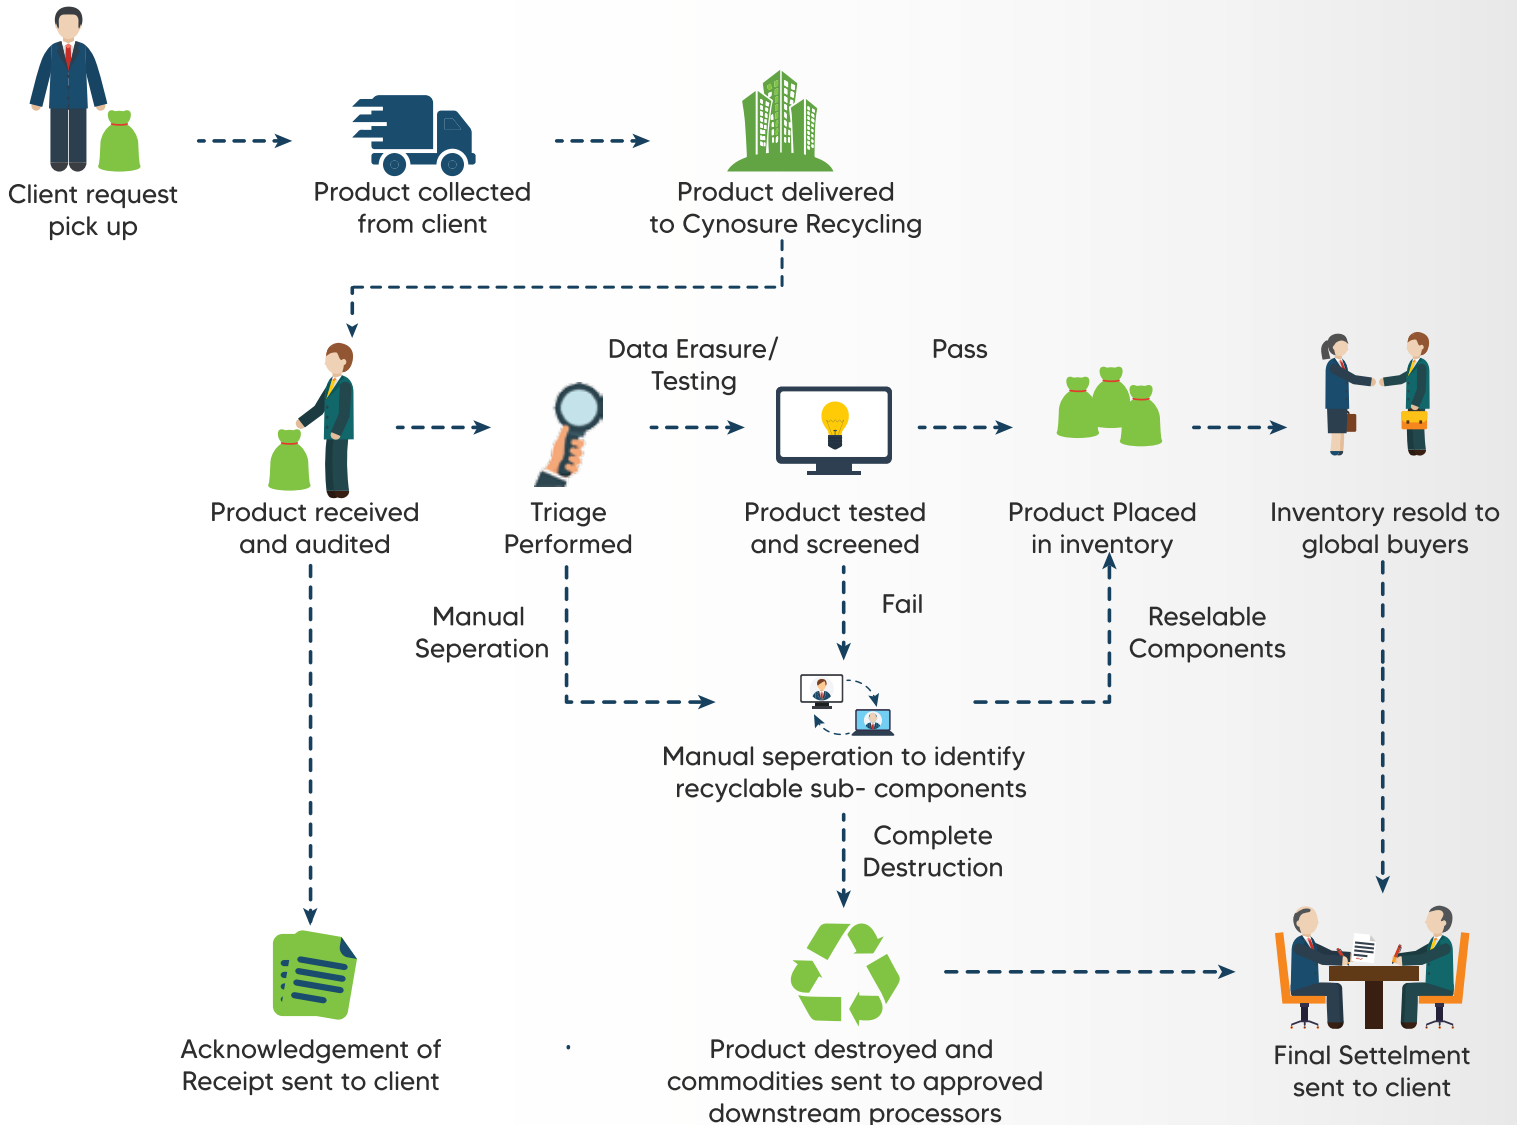 Client request
pick up
Product collected
from client
Product delivered
to Cynosure Recycling
Data Erasure/
Testing
Pass
Product received
and audited
Triage
Performed
Product tested
and screened
Product Placed
in inventory
Inventory resold to
global buyers
Manual
Seperation
Fail
Reselable
Components
Manual seperation to identify
recyclable sub- components
Complete
Destruction
Acknowledgement of
Receipt sent to client
Product destroyed and
commodities sent to approved
downstream processors
Final Settelment
sent to client